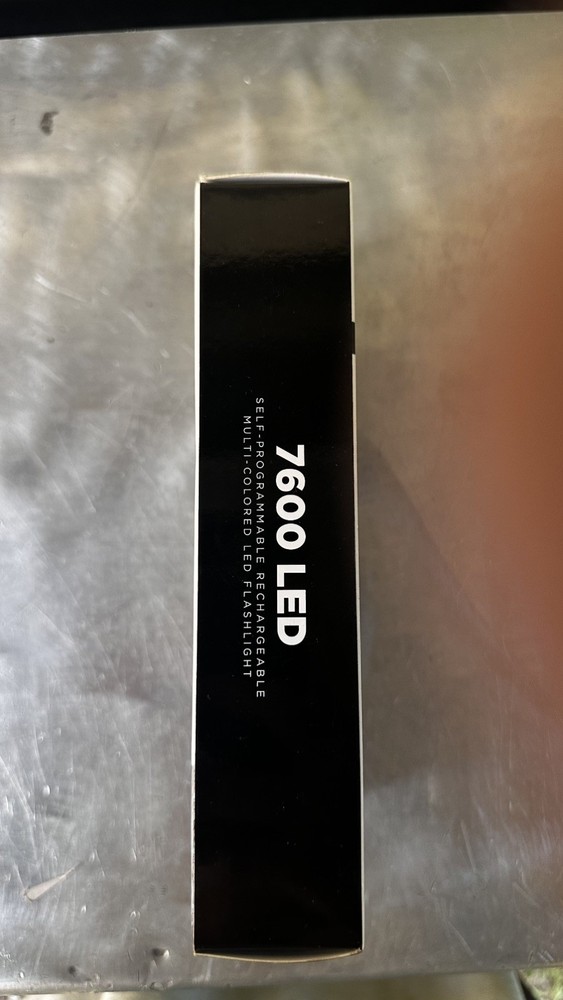 7600 LED
SELF-PROGRAMMABLE RECHARGEABLE
MULTI-COLORED LED FLASHLIGHT